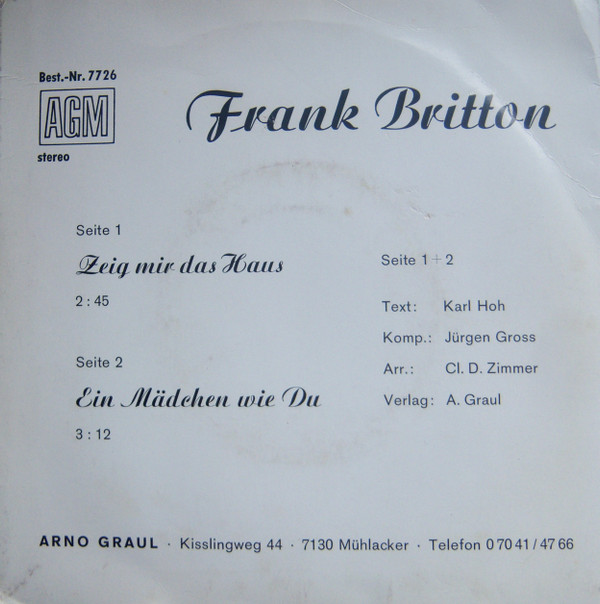 Best.-Nr. 7726
AGM
stereo
Frank Britton
Seite 1
Zeig mir das Haus
2 : 45
Seite 2
Ein Mädchen wie Du
3 : 12
Seite 1 + 2
Text: Karl Hoh
Komp.: Jürgen Gross
Arr.: Cl. D. Zimmer
Verlag: A. Graul
ARNO GRAUL · Kisslingweg 44 · 7130 Mühlacker · Telefon 0 70 41 / 47 66